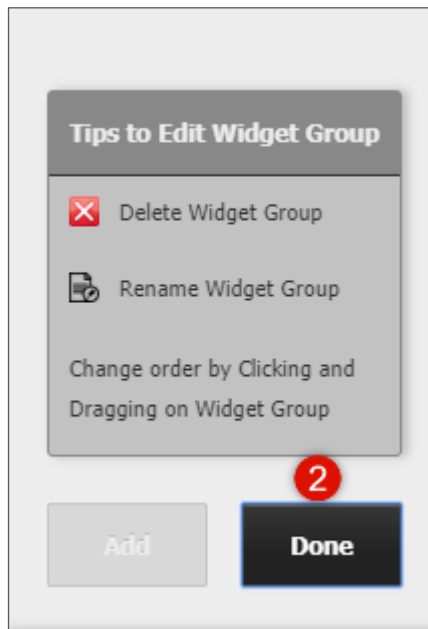 Tips to Edit Widget Group
Delete Widget Group
Rename Widget Group
Change order by Clicking and
Dragging on Widget Group
2
Add
Done